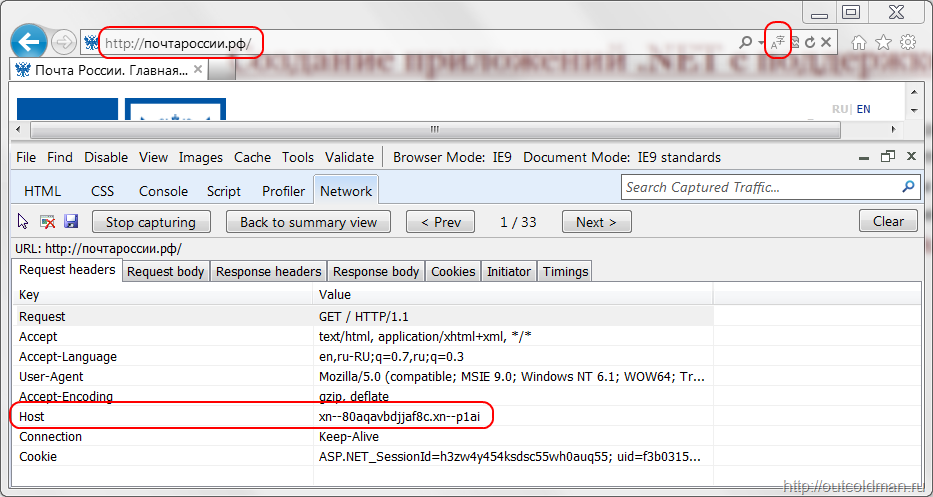 http://почтароссии.рф/
Создание приложений .NET с поддержк
Почта России. Главная...
RU| EN
File Find Disable View Images Cache Tools Validate Browser Mode: IE9 Document Mode: IE9 standards
HTML CSS Console Script Profiler Network Search Captured Traffic...
Stop capturing Back to summary view < Prev 1 / 33 Next > Clear
URL: http://почтароссии.рф/
Request headers Request body Response headers Response body Cookies Initiator Timings
Key Value
Request GET / HTTP/1.1
Accept text/html, application/xhtml+xml, */*
Accept-Language en,ru-RU;q=0.7,ru;q=0.3
User-Agent Mozilla/5.0 (compatible; MSIE 9.0; Windows NT 6.1; WOW64; Tr...
Accept-Encoding gzip, deflate
Host xn--80aqavbdjjaf8c.xn--p1ai
Connection Keep-Alive
Cookie ASP.NET_SessionId=h3zw4y454ksdsc55wh0auq55; uid=f3b0315...
http://outcoldman.ru